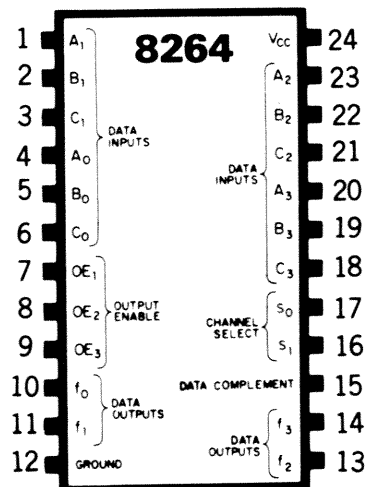 8264
1 A₁
2 B₁
3 C₁
4 A₀
5 B₀
6 C₀
DATA
INPUTS
7 OE₁
8 OE₂
9 OE₃
OUTPUT
ENABLE
10 f₀
11 f₁
DATA
OUTPUTS
12 GROUND
VCC 24
A₂ 23
B₂ 22
C₂ 21
A₃ 20
B₃ 19
C₃ 18
DATA
INPUTS
S₀ 17
S₁ 16
CHANNEL
SELECT
DATA COMPLEMENT 15
f₃ 14
f₂ 13
DATA
OUTPUTS